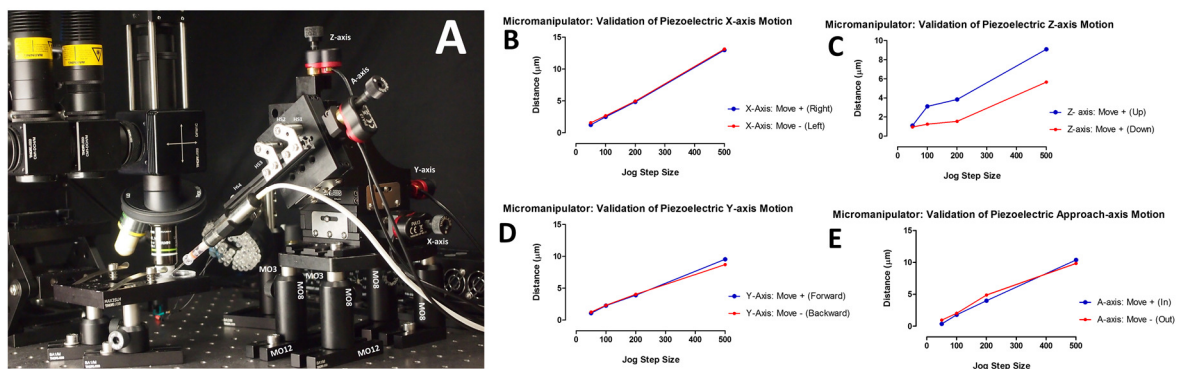 A
Z-axis
A-axis
HS2
HS1
HS3
HS4
Y-axis
X-axis
MO3
MO3
MO8
MO8
MO8
MO8
MO12
MO12
B
Micromanipulator: Validation of Piezoelectric X-axis Motion
Distance (μm)
15
10
5
0
0 100 200 300 400 500
Jog Step Size
X-Axis: Move + (Right)
X-Axis: Move - (Left)
C
Micromanipulator: Validation of Piezoelectric Z-axis Motion
Distance (μm)
10
8
6
4
2
0
0 100 200 300 400 500
Jog Step Size
Z- axis: Move + (Up)
Z-axis: Move + (Down)
D
Micromanipulator: Validation of Piezoelectric Y-axis Motion
Distance (μm)
15
10
5
0
0 100 200 300 400 500
Jog Step Size
Y-Axis: Move + (Forward)
Y-Axis: Move - (Backward)
E
Micromanipulator: Validation of Piezoelectric Approach-axis Motion
Distance (μm)
15
10
5
0
0 100 200 300 400 500
Jog Step Size
A-axis: Move + (In)
A-axis: Move - (Out)